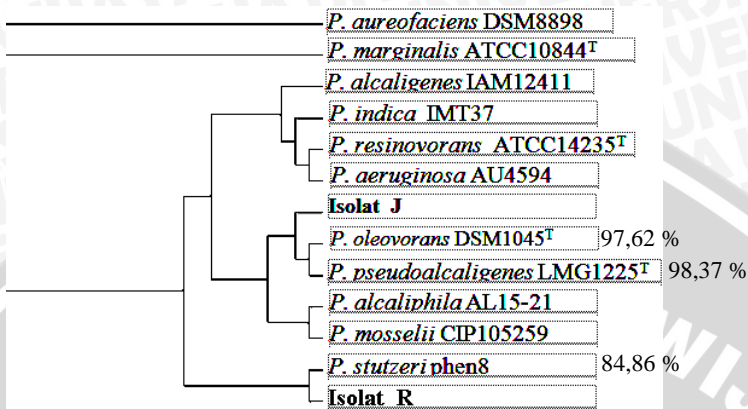 P. aureofaciens DSM8898
P. marginalis ATCC10844ᵀ
P. alcaligenes IAM12411
P. indica IMT37
P. resinovorans ATCC14235ᵀ
P. aeruginosa AU4594
Isolat J
P. oleovorans DSM1045ᵀ 97,62 %
P. pseudoalcaligenes LMG1225ᵀ 98,37 %
P. alcaliphila AL15-21
P. mosselii CIP105259
P. stutzeri phen8 84,86 %
Isolat R